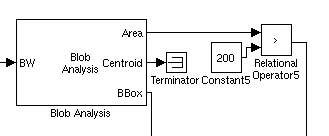 Area
BW
Blob
Analysis
Centroid
BBox
Blob Analysis
Terminator
200
Constant5
>
Relational
Operator5